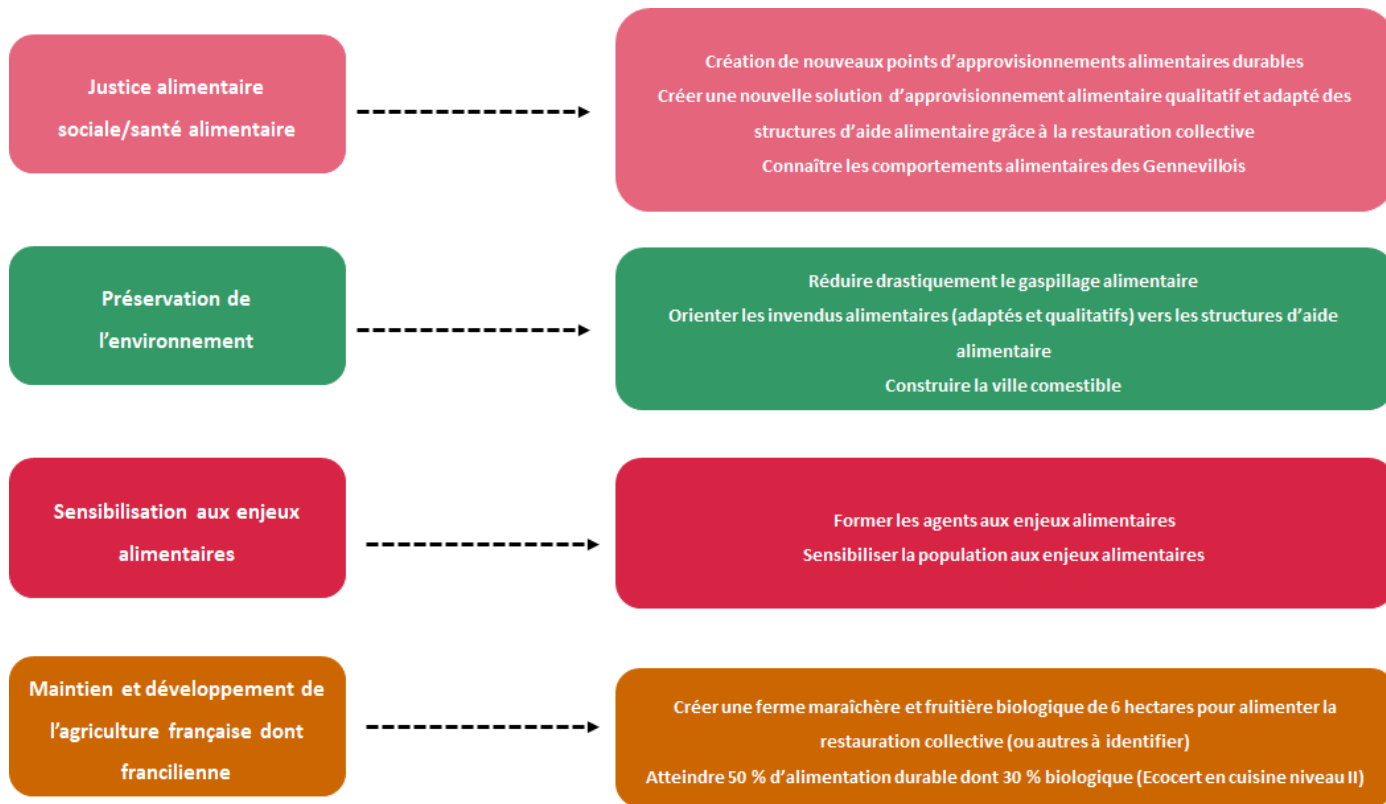 Justice alimentaire
sociale/santé alimentaire
Création de nouveaux points d'approvisionnements alimentaires durables
Créer une nouvelle solution d'approvisionnement alimentaire qualitatif et adapté des
structures d'aide alimentaire grâce à la restauration collective
Connaître les comportements alimentaires des Gennevillois
Préservation de
l'environnement
Réduire drastiquement le gaspillage alimentaire
Orienter les invendus alimentaires (adaptés et qualitatifs) vers les structures d'aide
alimentaire
Construire la ville comestible
Sensibilisation aux enjeux
alimentaires
Former les agents aux enjeux alimentaires
Sensibiliser la population aux enjeux alimentaires
Maintien et développement de
l'agriculture française dont
francilienne
Créer une ferme maraîchère et fruitière biologique de 6 hectares pour alimenter la
restauration collective (ou autres à identifier)
Atteindre 50 % d'alimentation durable dont 30 % biologique (Ecocert en cuisine niveau II)